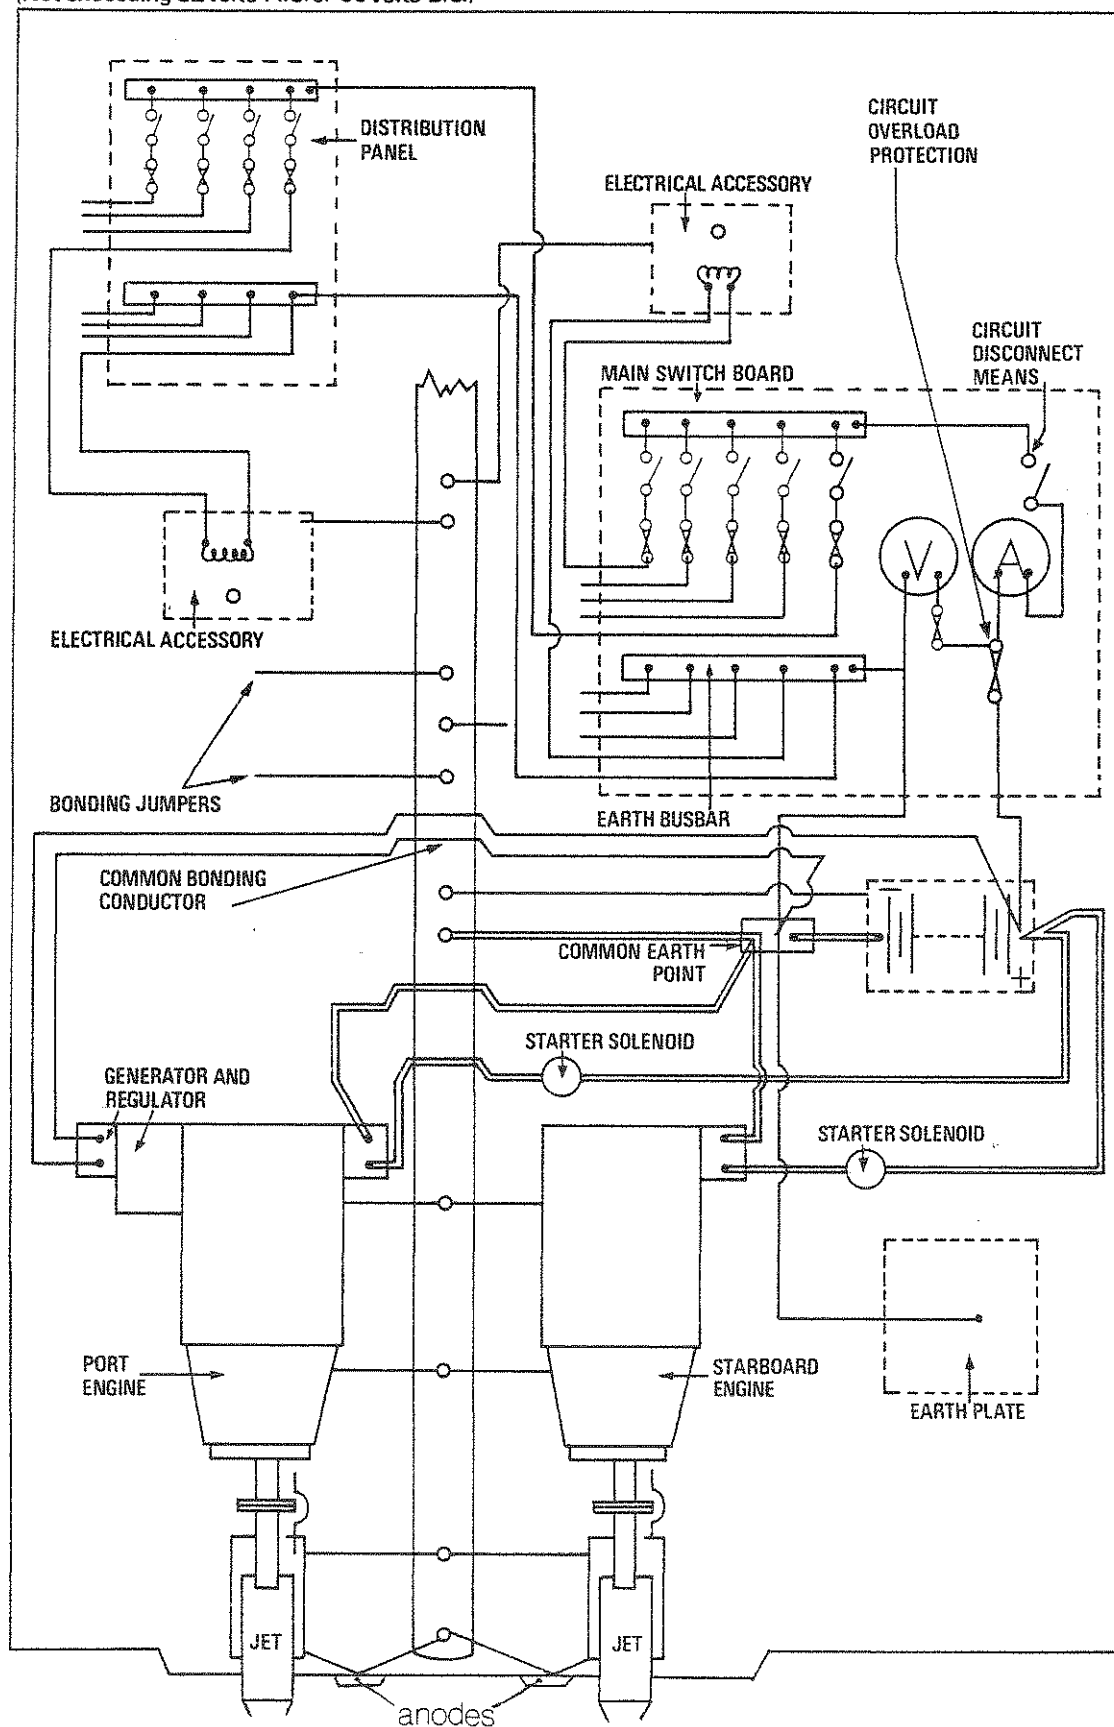 DISTRIBUTION
PANEL
CIRCUIT
OVERLOAD
PROTECTION
ELECTRICAL ACCESSORY
CIRCUIT
DISCONNECT
MEANS
MAIN SWITCH BOARD
V
A
ELECTRICAL ACCESSORY
BONDING JUMPERS
EARTH BUSBAR
COMMON BONDING
CONDUCTOR
COMMON EARTH
POINT
STARTER SOLENOID
GENERATOR AND
REGULATOR
STARTER SOLENOID
PORT
ENGINE
STARBOARD
ENGINE
EARTH PLATE
JET
JET
anodes